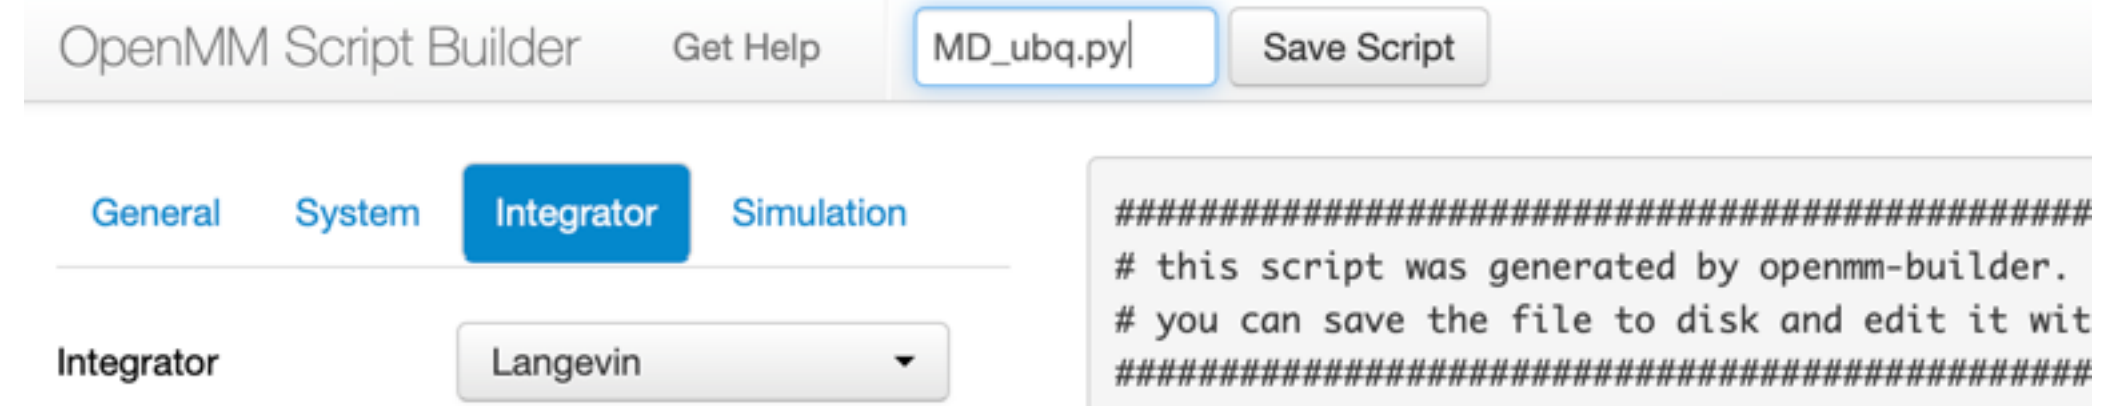 OpenMM Script Builder Get Help MD_ubq.py Save Script
General System Integrator Simulation
Integrator Langevin
###############################################
# this script was generated by openmm-builder.
# you can save the file to disk and edit it wit
###############################################